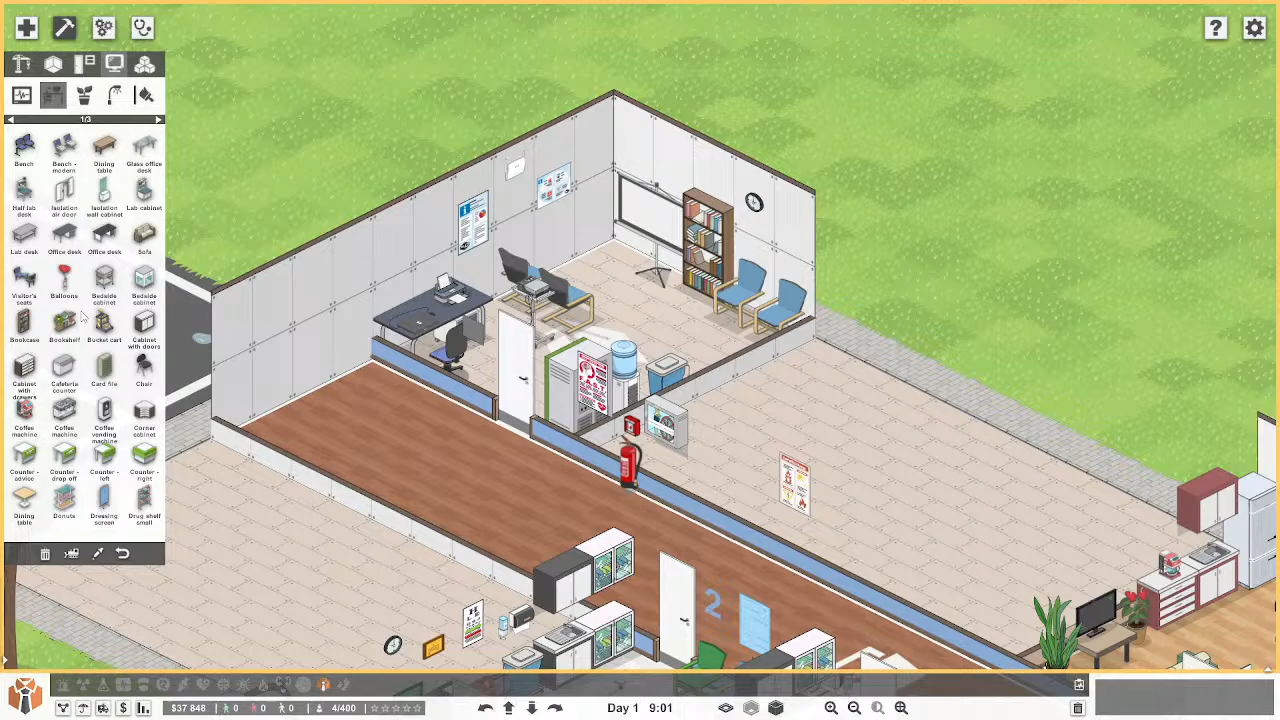 ?
1/3
Bench
Bench - modern
Dining table
Glass office desk
Half lab desk
Isolation air door
Isolation wall cabinet
Lab cabinet
Lab desk
Office desk
Office desk
Sofa
Visitor's seats
Balloons
Bedside cabinet
Bedside cabinet
Bookcase
Bookshelf
Bucket cart
Cabinet with doors
Cabinet with drawers
Cafeteria counter
Card file
Chair
Coffee machine
Coffee machine
Coffee vending machine
Corner cabinet
Counter - advice
Counter - drop off
Counter - left
Counter - right
Dining table
Donuts
Dressing screen
Drug shelf small
2
$37 848
0
0
0
4/400
Day 1 9:01